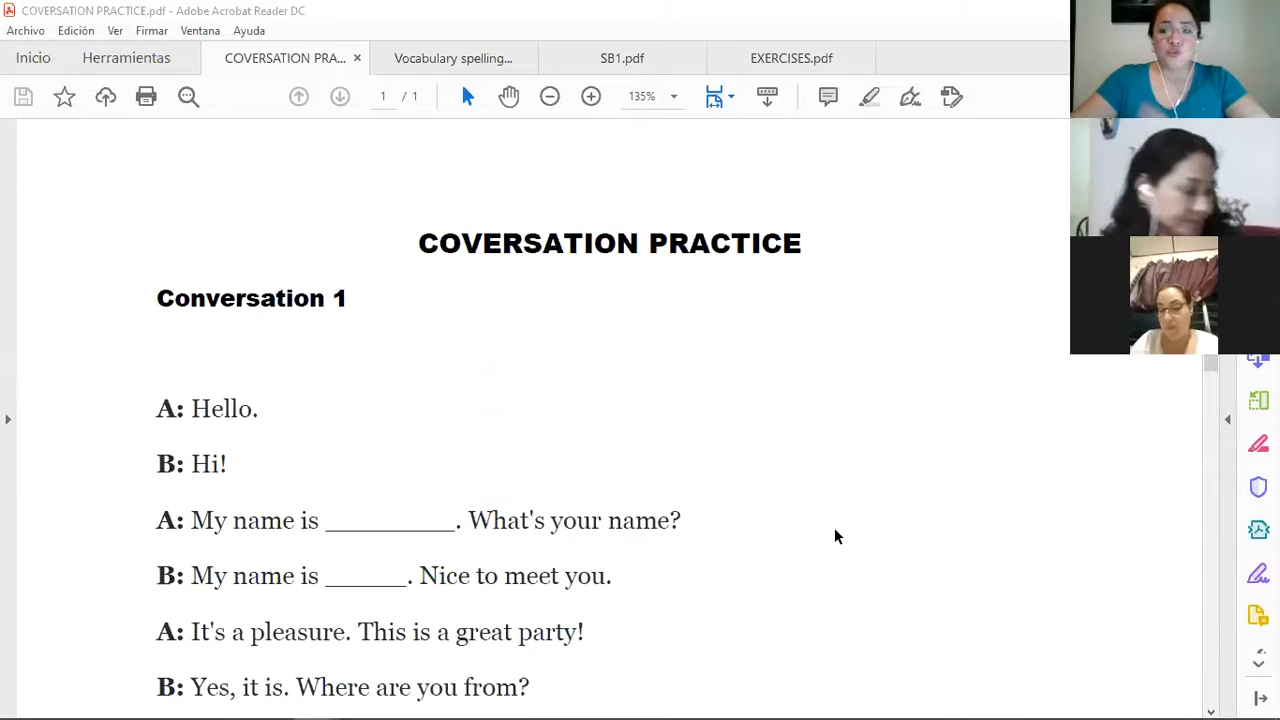 COVERSATION PRACTICE.pdf - Adobe Acrobat Reader DC
Archivo Edición Ver Firmar Ventana Ayuda
Inicio Herramientas COVERSATION PRA... × Vocabulary spelling... SB1.pdf EXERCISES.pdf
1 / 1 135%
COVERSATION PRACTICE
Conversation 1
A: Hello.
B: Hi!
A: My name is __________. What's your name?
B: My name is ______. Nice to meet you.
A: It's a pleasure. This is a great party!
B: Yes, it is. Where are you from?